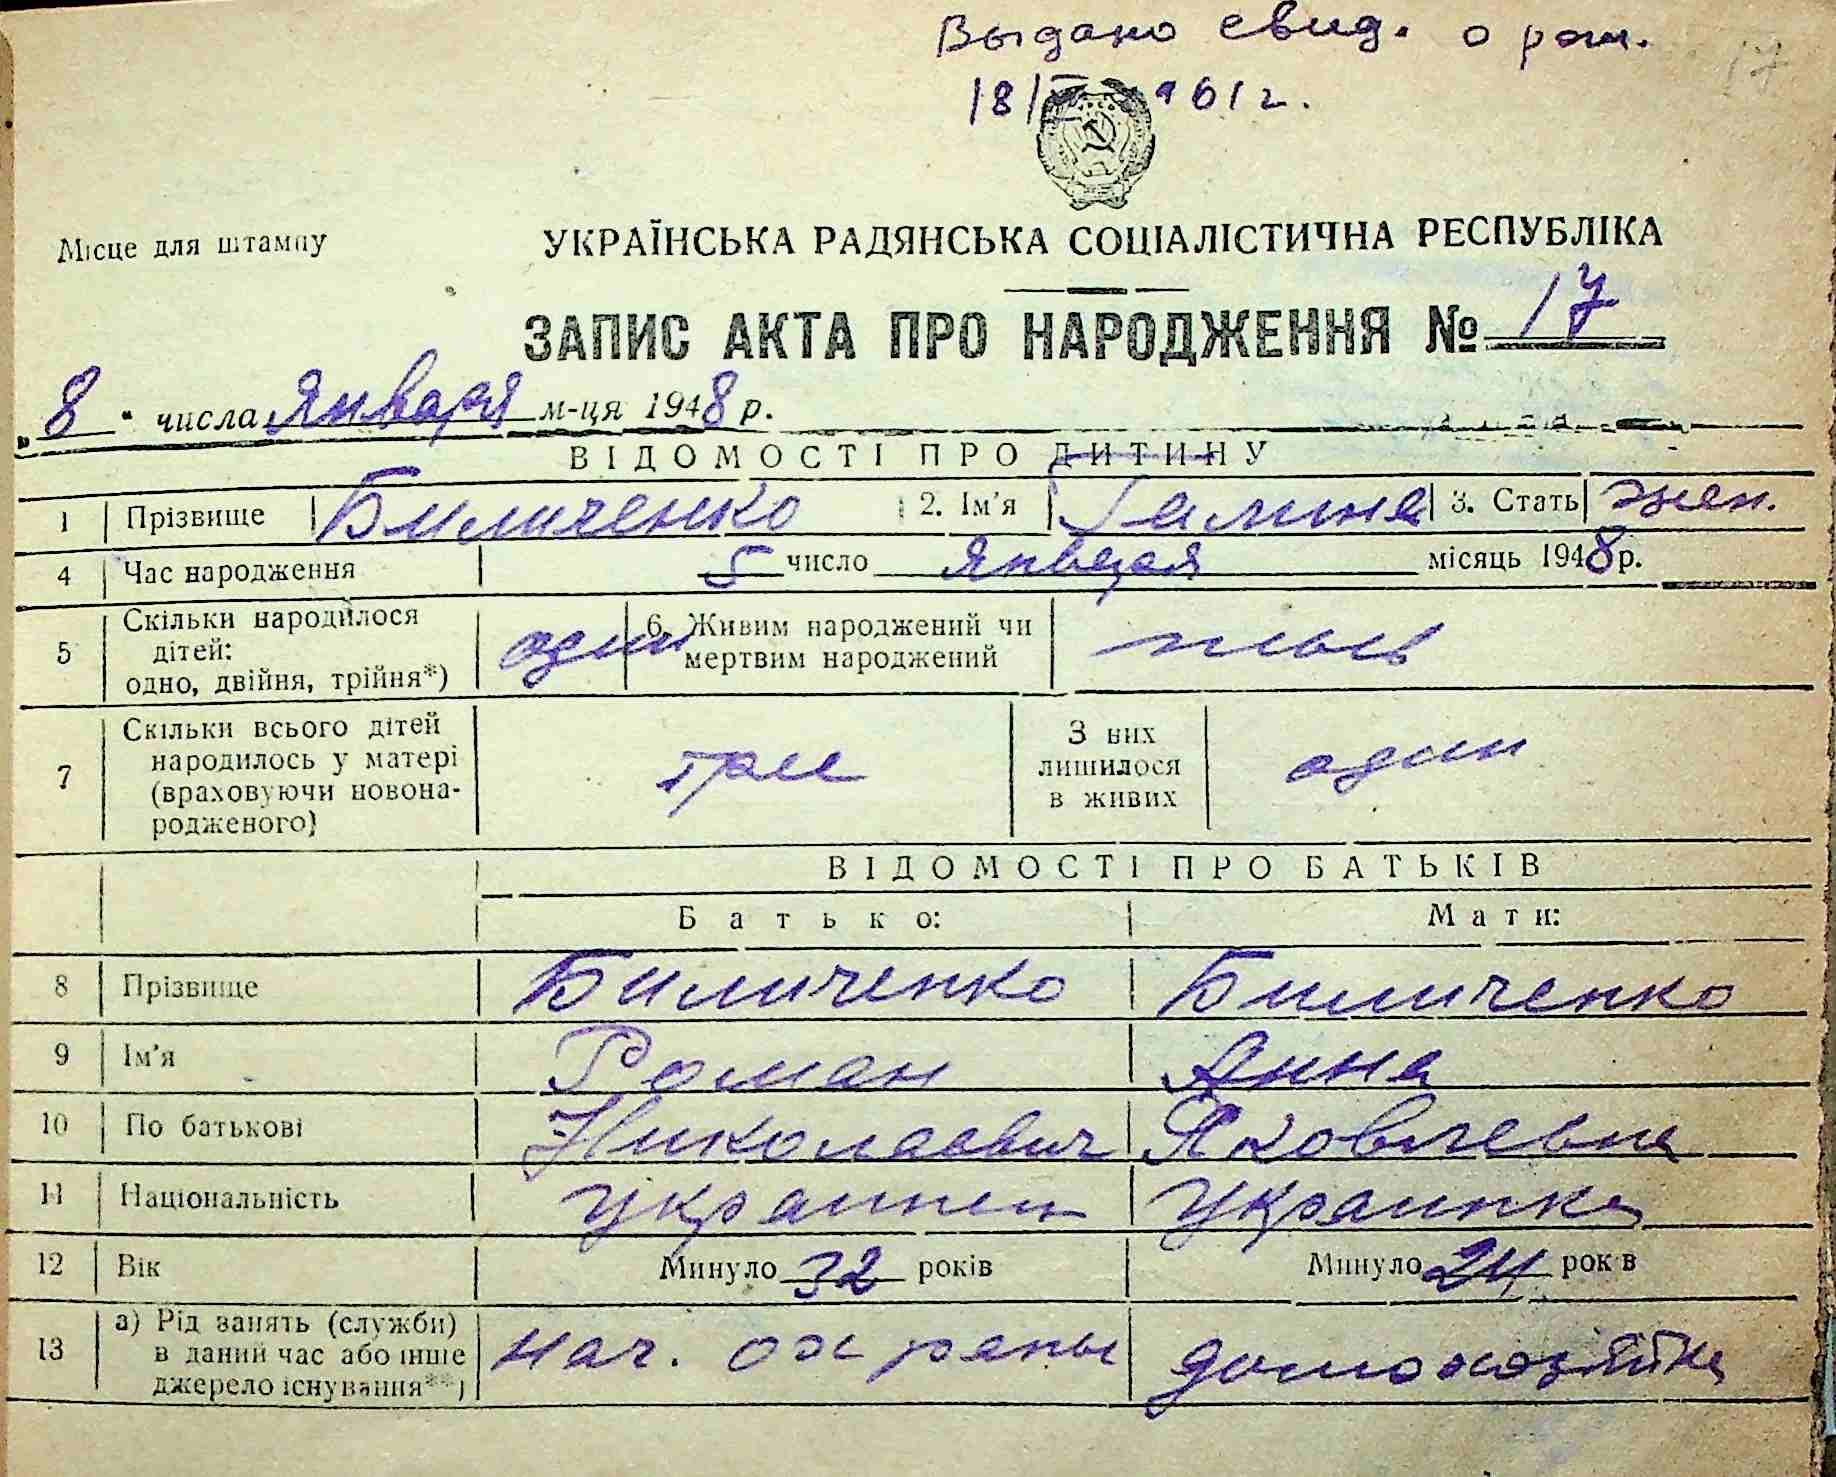 Выдано свид. о рож.
18/ 1961 г.
17
Місце для штампу
УКРАЇНСЬКА РАДЯНСЬКА СОЦІАЛІСТИЧНА РЕСПУБЛІКА
ЗАПИС АКТА ПРО НАРОДЖЕННЯ № 17
„8“ числа Января м-ця 1948 р.
ВІДОМОСТІ ПРО ДИТИНУ
1 Прізвище Биличенко 2. Ім'я Галина 3. Стать жен.
4 Час народження 5 число Января місяць 1948 р.
5 Скільки народилося дітей: одно, двійня, трійня*) один 6. Живим народжений чи мертвим народжений
7 Скільки всього дітей народилось у матері (враховуючи новонародженого) три З них лишилося в живих один
ВІДОМОСТІ ПРО БАТЬКІВ
Батько: Мати:
8 Прізвище Биличенко Биличенко
9 Ім'я Роман Анна
10 По батькові Николаевич Яковлевна
11 Національність украинец Украинка
12 Вік Минуло 32 років Минуло 24 років
13 а) Рід занять (служби) в даний час або інше джерело існування**) нач. охраны домохозяйка